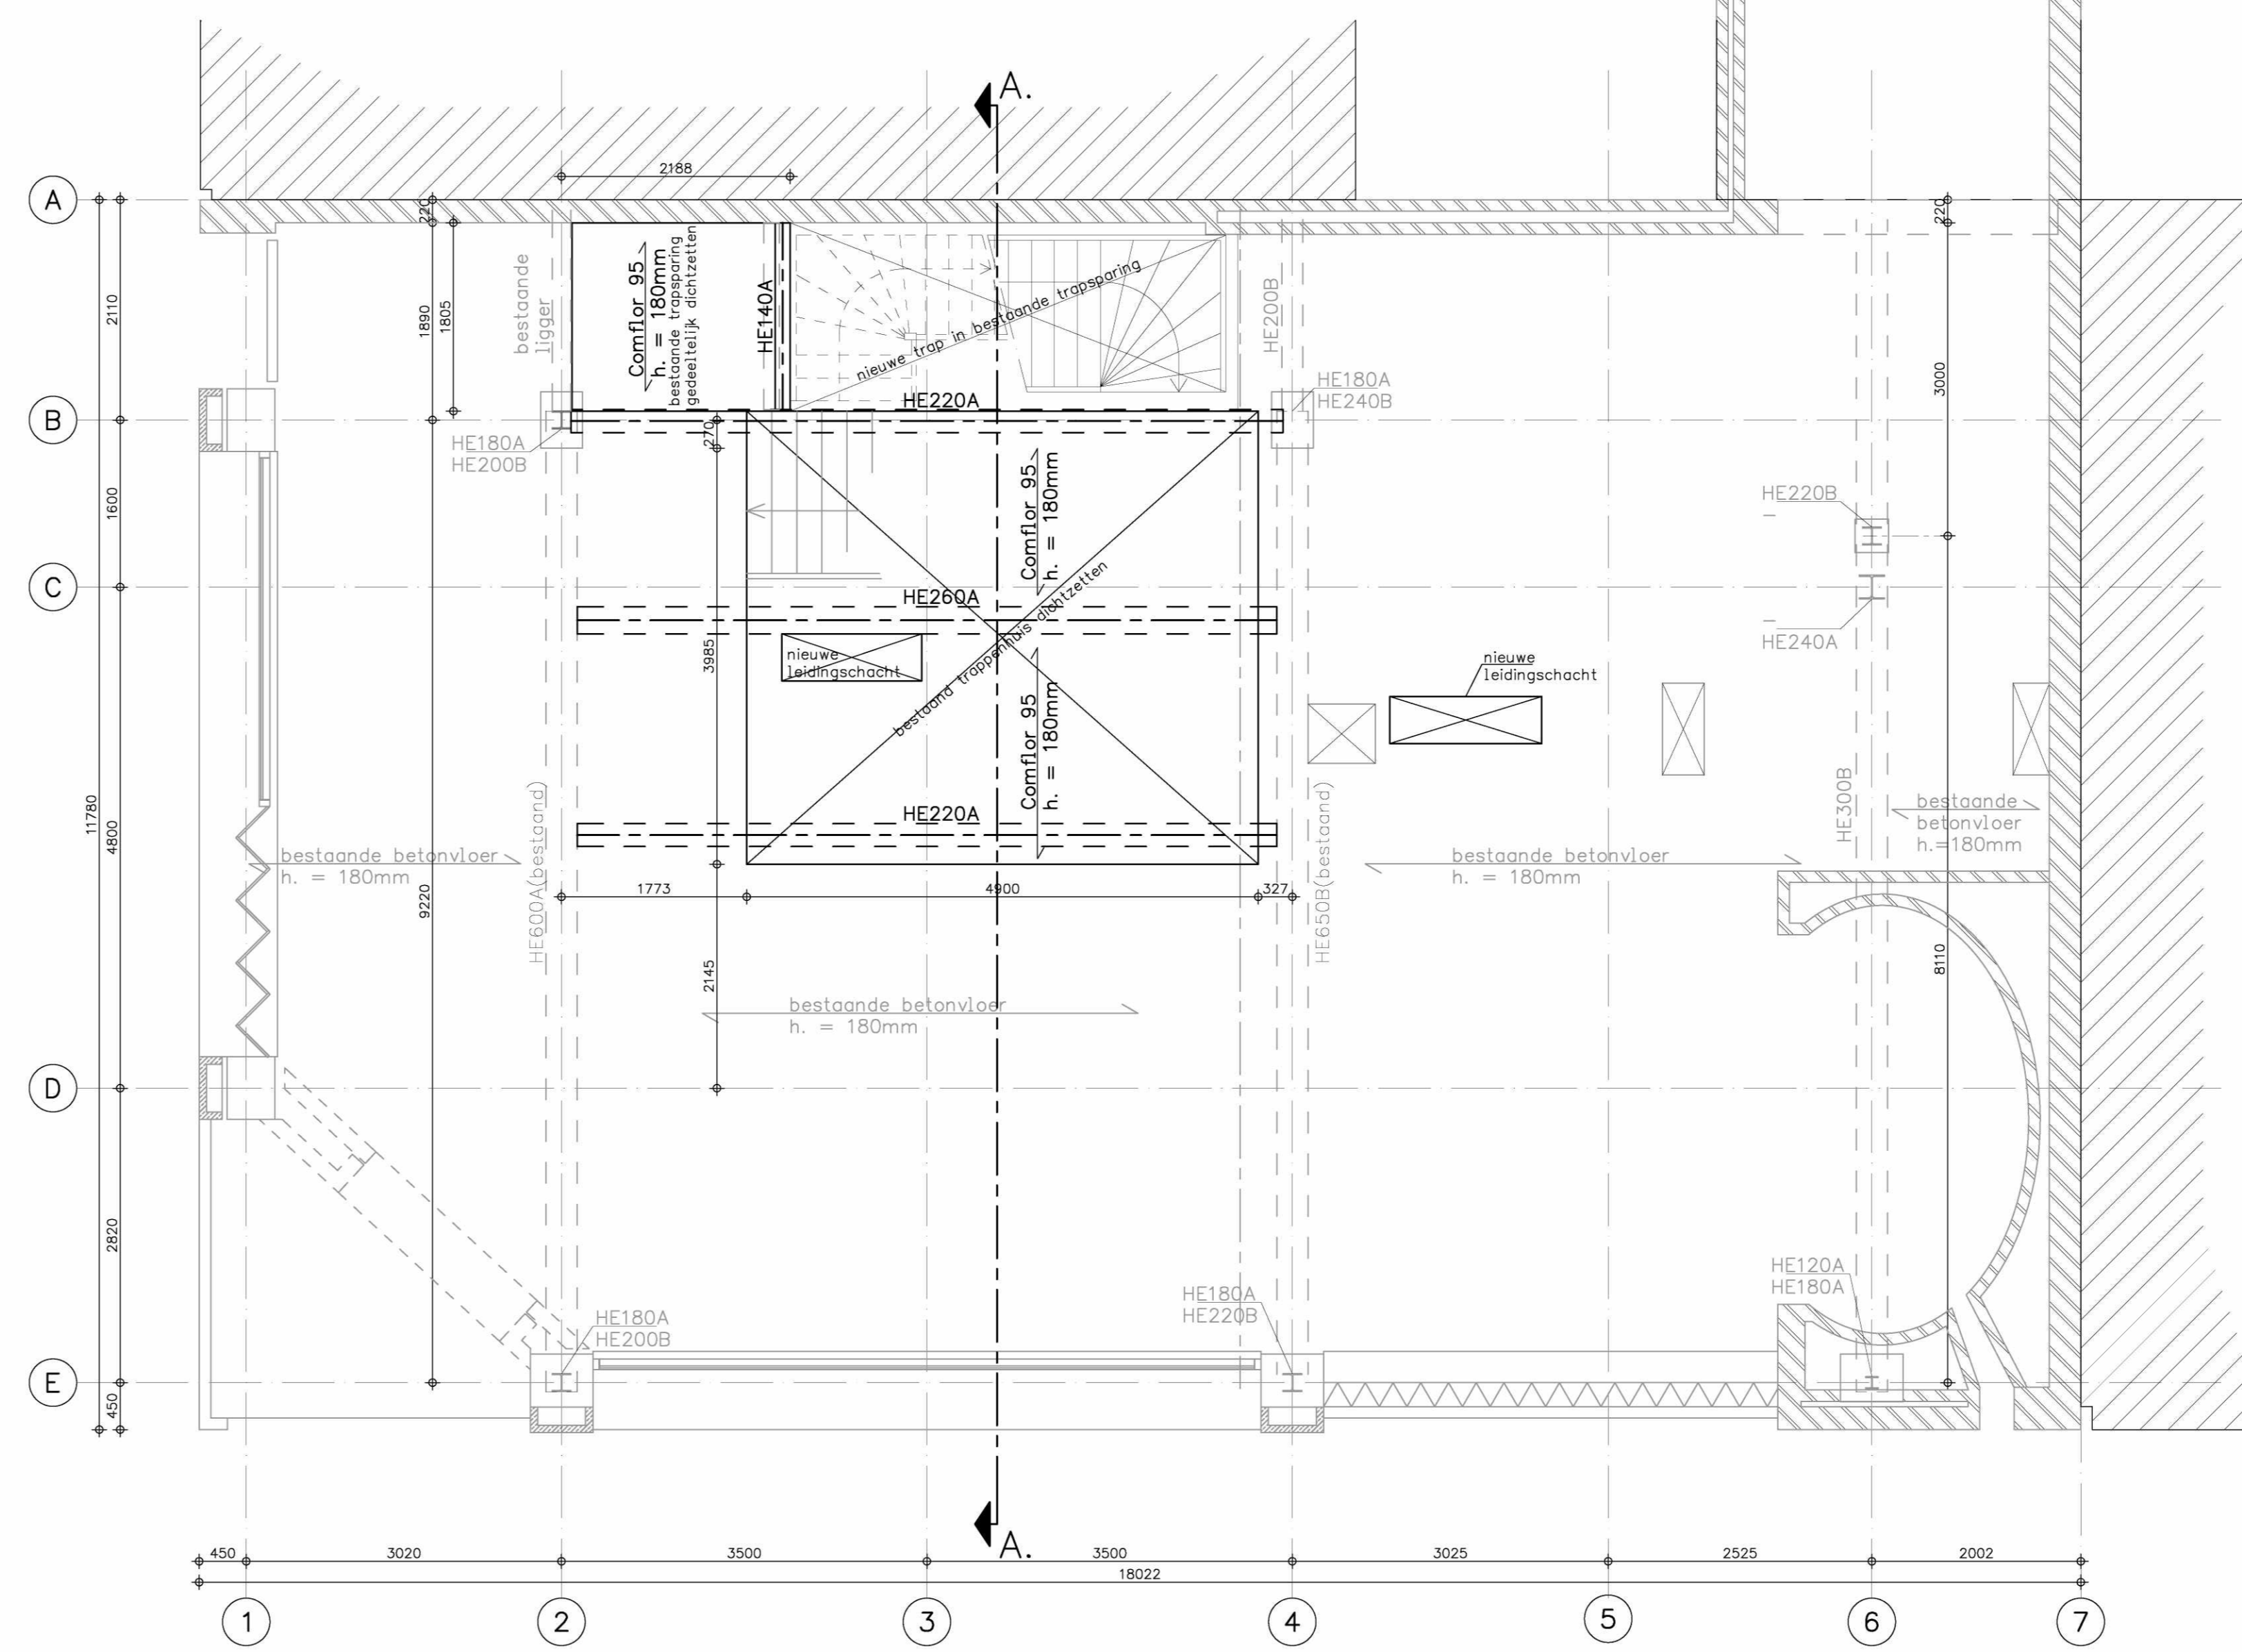 A.
2188
A
220
220
2110
1890
1805
bestaande
ligger
Comflor 95
h. = 180mm
bestaande trapsparing
gedeeltelijk dichtzetten
HE140A
nieuwe trap in bestaande trapsparing
HE200B
3000
HE180A
HE240B
HE220A
B
HE180A
HE200B
270
1600
Comflor 95
h. = 180mm
HE220B
C
HE260A
bestaand trappenhuis dichtzetten
HE240A
3985
nieuwe
leidingschacht
nieuwe
leidingschacht
Comflor 95
h. = 180mm
11780
4800
HE220A
HE300B
bestaande
betonvloer
h.=180mm
bestaande betonvloer
h. = 180mm
bestaande betonvloer
h. = 180mm
HE600A(bestaand)
HE650B(bestaand)
1773
4900
327
9220
8110
2145
bestaande betonvloer
h. = 180mm
D
2820
HE120A
HE180A
HE180A
HE220B
HE180A
HE200B
E
450
A.
450
3020
3500
3500
3025
2525
2002
18022
1
2
3
4
5
6
7